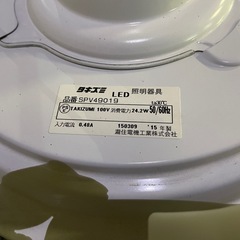 タキズミ LED 照明器具
品番 SPV49019
TAKIZUMI 100V 消費電力 24.2W 50/60Hz
入力電流 0.48A 150309 15年製
瀧住電機工業株式会社